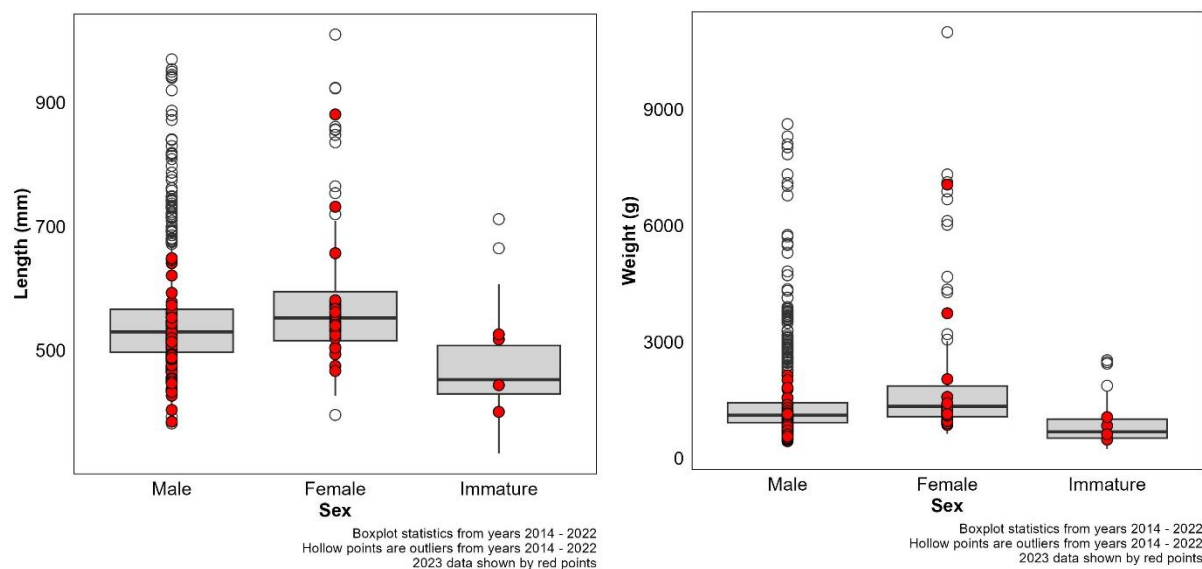 Length (mm)
900
700
500
Male
Female
Immature
Sex
Boxplot statistics from years 2014 - 2022
Hollow points are outliers from years 2014 - 2022
2023 data shown by red points
Weight (g)
9000
6000
3000
0
Male
Female
Immature
Sex
Boxplot statistics from years 2014 - 2022
Hollow points are outliers from years 2014 - 2022
2023 data shown by red points